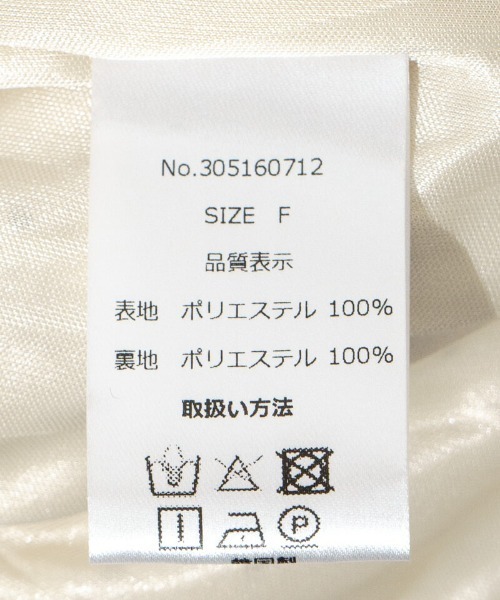 No.305160712
SIZE F
品質表示
表地 ポリエステル 100%
裏地 ポリエステル 100%
取扱い方法
P